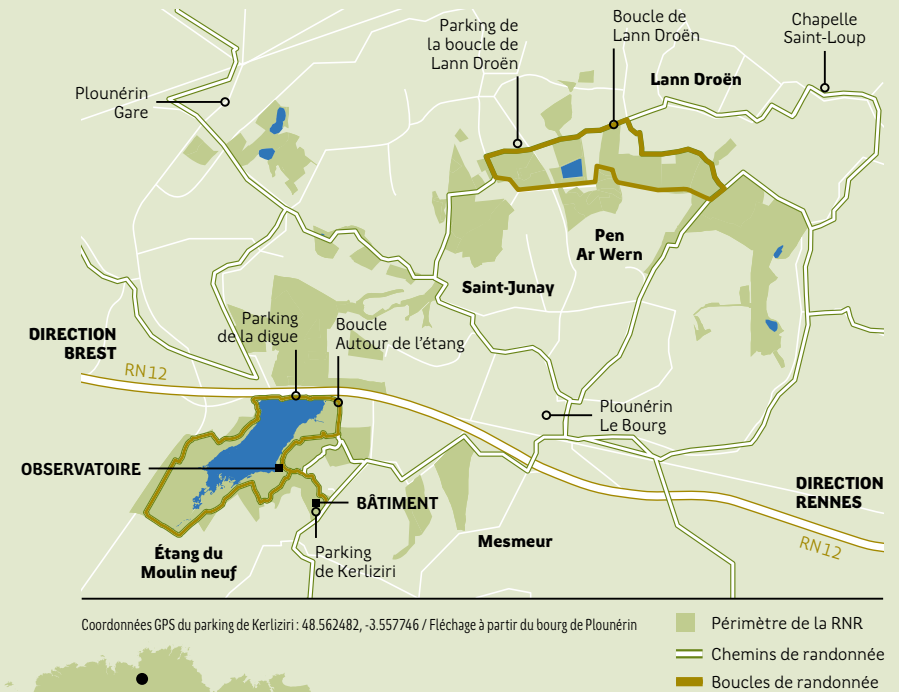 Parking de
la boucle de
Lann Droën
Boucle de
Lann Droën
Chapelle
Saint-Loup
Lann Droën
Plounérin
Gare
Pen
Ar Wern
Saint-Junay
Parking
de la digue
Boucle
Autour de l'étang
DIRECTION
BREST
RN12
Plounérin
Le Bourg
OBSERVATOIRE
BÂTIMENT
DIRECTION
RENNES
RN12
Étang du
Moulin neuf
Parking
de Kerliziri
Mesmeur
Coordonnées GPS du parking de Kerliziri : 48.562482, -3.557746 / Fléchage à partir du bourg de Plounérin
Périmètre de la RNR
Chemins de randonnée
Boucles de randonnée